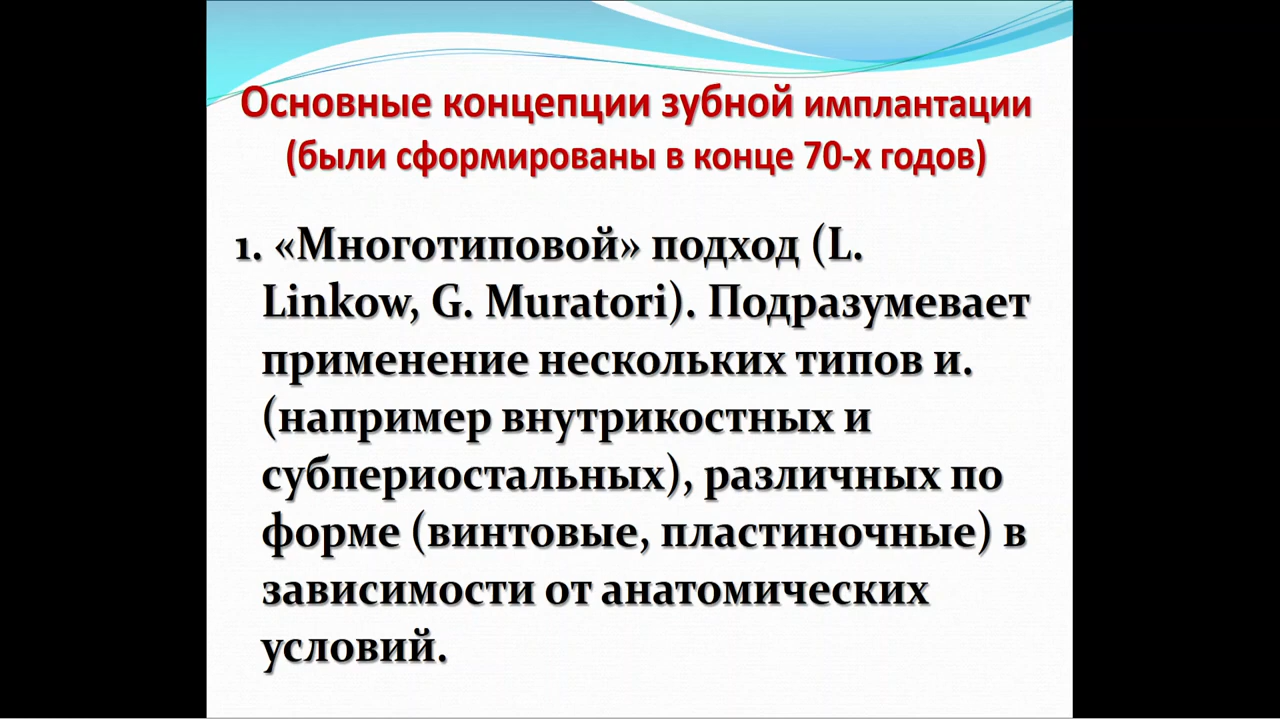 Основные концепции зубной имплантации
(были сформированы в конце 70-х годов)
1. «Многотиповой» подход (L.
Linkow, G. Muratori). Подразумевает
применение нескольких типов и.
(например внутрикостных и
субпериостальных), различных по
форме (винтовые, пластиночные) в
зависимости от анатомических
условий.